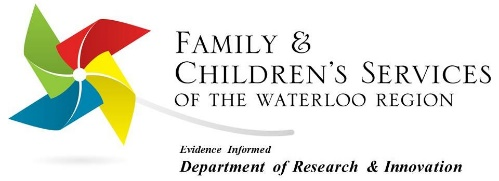 FAMILY &
CHILDREN'S SERVICES
OF THE WATERLOO REGION
Evidence Informed
Department of Research & Innovation